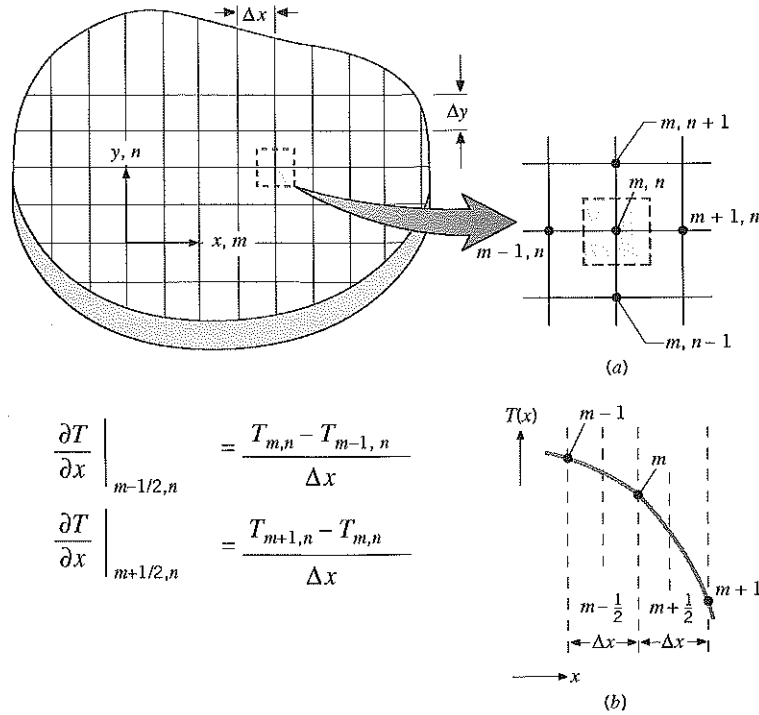 Δx
Δy
y, n
x, m
m, n + 1
m, n
m + 1, n
m − 1, n
m, n − 1
(a)
∂T/∂x |m−1/2,n = (Tm,n − Tm−1, n)/Δx
∂T/∂x |m+1/2,n = (Tm+1,n − Tm,n)/Δx
T(x)
m − 1
m
m + 1
m − 1/2
m + 1/2
Δx
Δx
x
(b)